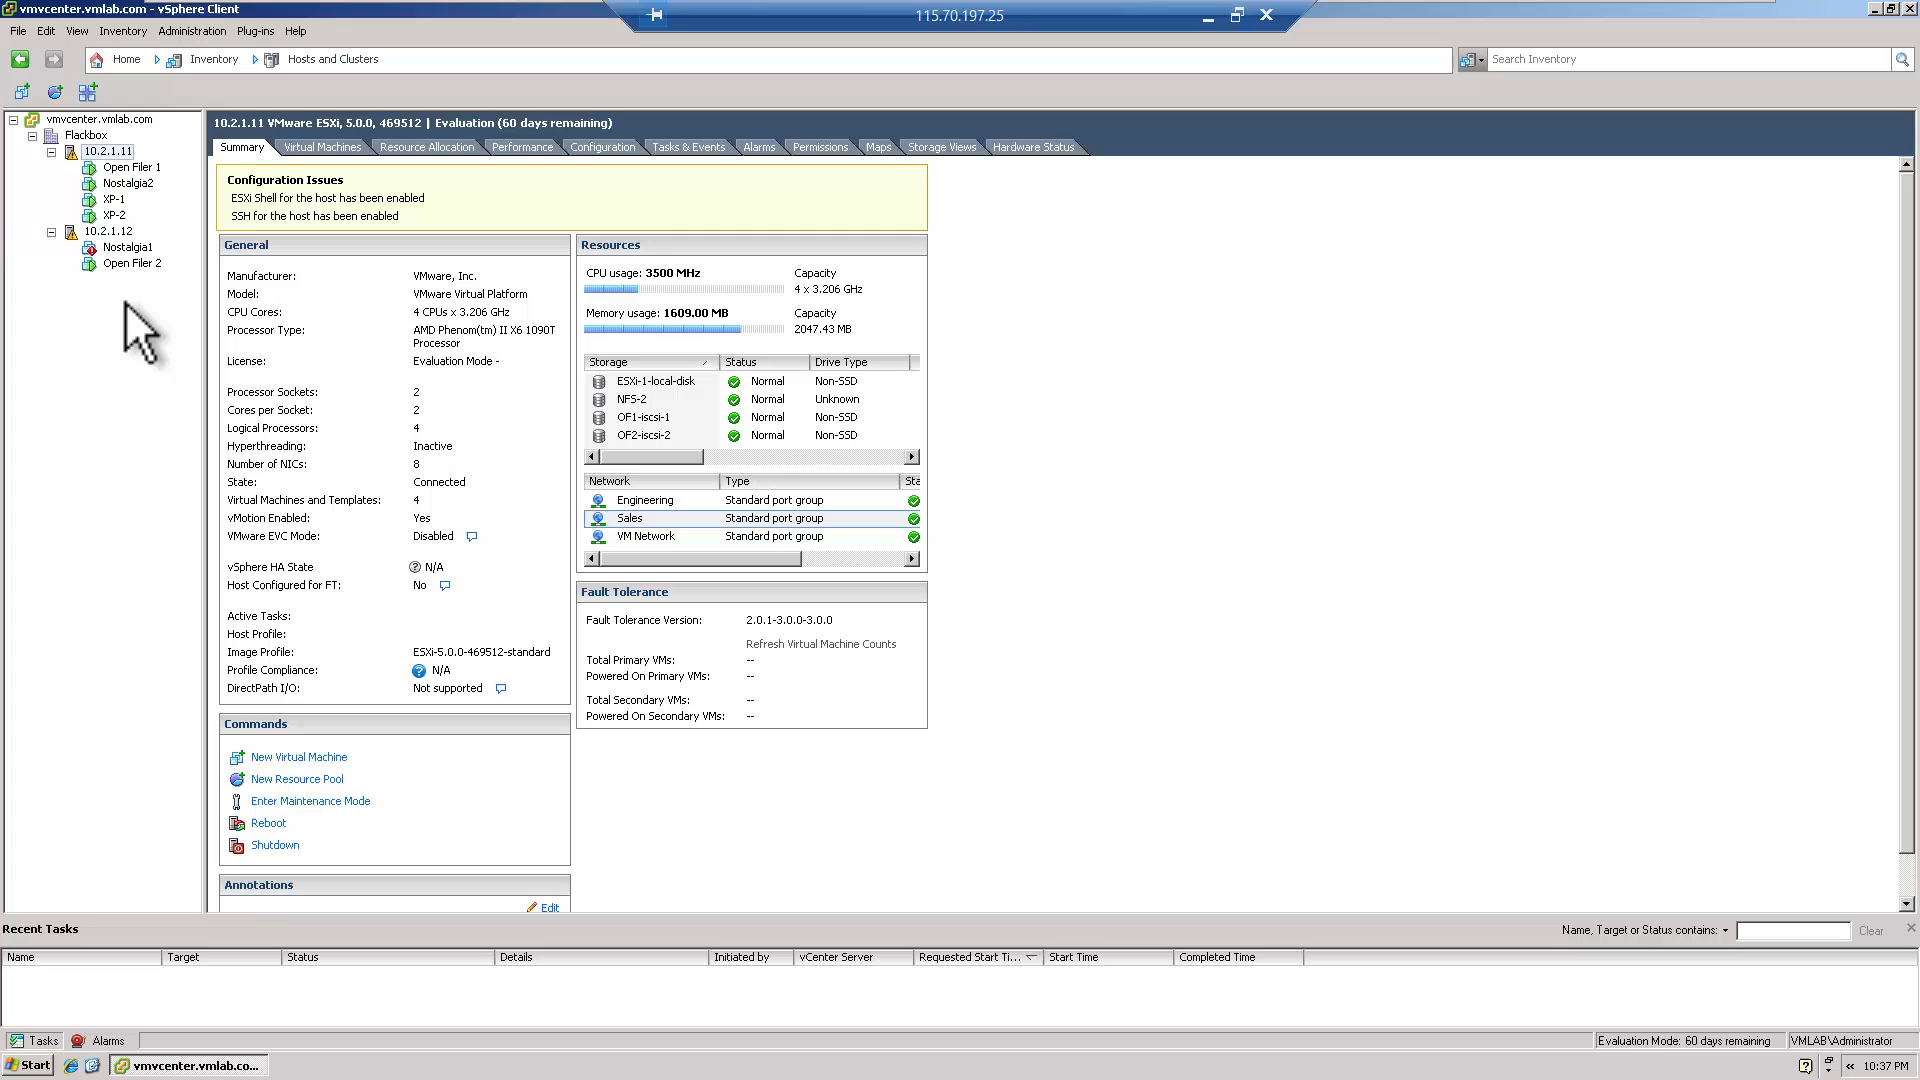 vmvcenter.vmlab.com - vSphere Client
115.70.197.25
File Edit View Inventory Administration Plug-ins Help
Home Inventory Hosts and Clusters
Search Inventory
vmvcenter.vmlab.com
Flackbox
10.2.1.11
Open Filer 1
Nostalgia2
XP-1
XP-2
10.2.1.12
Nostalgia1
Open Filer 2
10.2.1.11 VMware ESXi, 5.0.0, 469512 | Evaluation (60 days remaining)
Summary Virtual Machines Resource Allocation Performance Configuration Tasks & Events Alarms Permissions Maps Storage Views Hardware Status
Configuration Issues
ESXi Shell for the host has been enabled
SSH for the host has been enabled
General
Manufacturer: VMware, Inc.
Model: VMware Virtual Platform
CPU Cores: 4 CPUs x 3.206 GHz
Processor Type: AMD Phenom(tm) II X6 1090T
Processor
License: Evaluation Mode -
Processor Sockets: 2
Cores per Socket: 2
Logical Processors: 4
Hyperthreading: Inactive
Number of NICs: 8
State: Connected
Virtual Machines and Templates: 4
vMotion Enabled: Yes
VMware EVC Mode: Disabled
vSphere HA State ? N/A
Host Configured for FT: No
Active Tasks:
Host Profile:
Image Profile: ESXi-5.0.0-469512-standard
Profile Compliance: ? N/A
DirectPath I/O: Not supported
Commands
New Virtual Machine
New Resource Pool
Enter Maintenance Mode
Reboot
Shutdown
Annotations
Edit
Resources
CPU usage: 3500 MHz Capacity
4 x 3.206 GHz
Memory usage: 1609.00 MB Capacity
2047.43 MB
Storage Status Drive Type
ESXi-1-local-disk Normal Non-SSD
NFS-2 Normal Unknown
OF1-iscsi-1 Normal Non-SSD
OF2-iscsi-2 Normal Non-SSD
Network Type Sta
Engineering Standard port group
Sales Standard port group
VM Network Standard port group
Fault Tolerance
Fault Tolerance Version: 2.0.1-3.0.0-3.0.0
Refresh Virtual Machine Counts
Total Primary VMs: --
Powered On Primary VMs: --
Total Secondary VMs: --
Powered On Secondary VMs: --
Recent Tasks
Name, Target or Status contains: Clear
Name Target Status Details Initiated by vCenter Server Requested Start Ti... Start Time Completed Time
Tasks Alarms
Evaluation Mode: 60 days remaining VMLAB\Administrator
Start vmvcenter.vmlab.co... « 10:37 PM